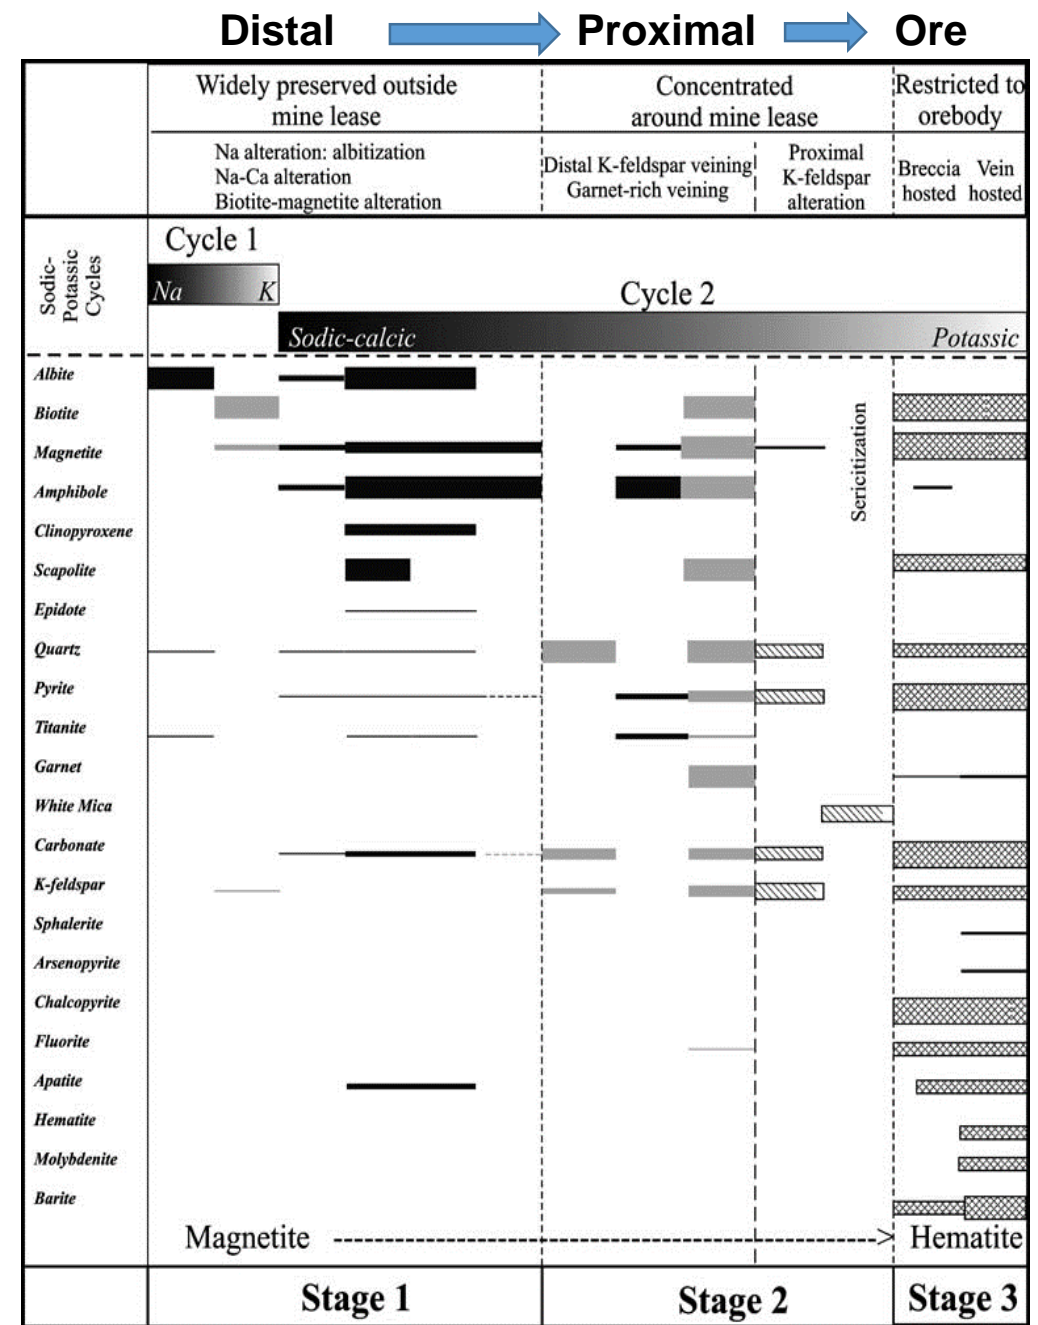 Distal Proximal Ore
Widely preserved outside
mine lease
Concentrated
around mine lease
Restricted to
orebody
Na alteration: albitization
Na-Ca alteration
Biotite-magnetite alteration
Distal K-feldspar veining
Garnet-rich veining
Proximal
K-feldspar
alteration
Breccia
hosted
Vein
hosted
Sodic-
Potassic
Cycles
Cycle 1
Na K
Cycle 2
Sodic-calcic Potassic
Albite
Biotite
Magnetite
Amphibole
Clinopyroxene
Scapolite
Epidote
Quartz
Pyrite
Titanite
Garnet
White Mica
Carbonate
K-feldspar
Sphalerite
Arsenopyrite
Chalcopyrite
Fluorite
Apatite
Hematite
Molybdenite
Barite
Sericitization
Magnetite Hematite
Stage 1 Stage 2 Stage 3